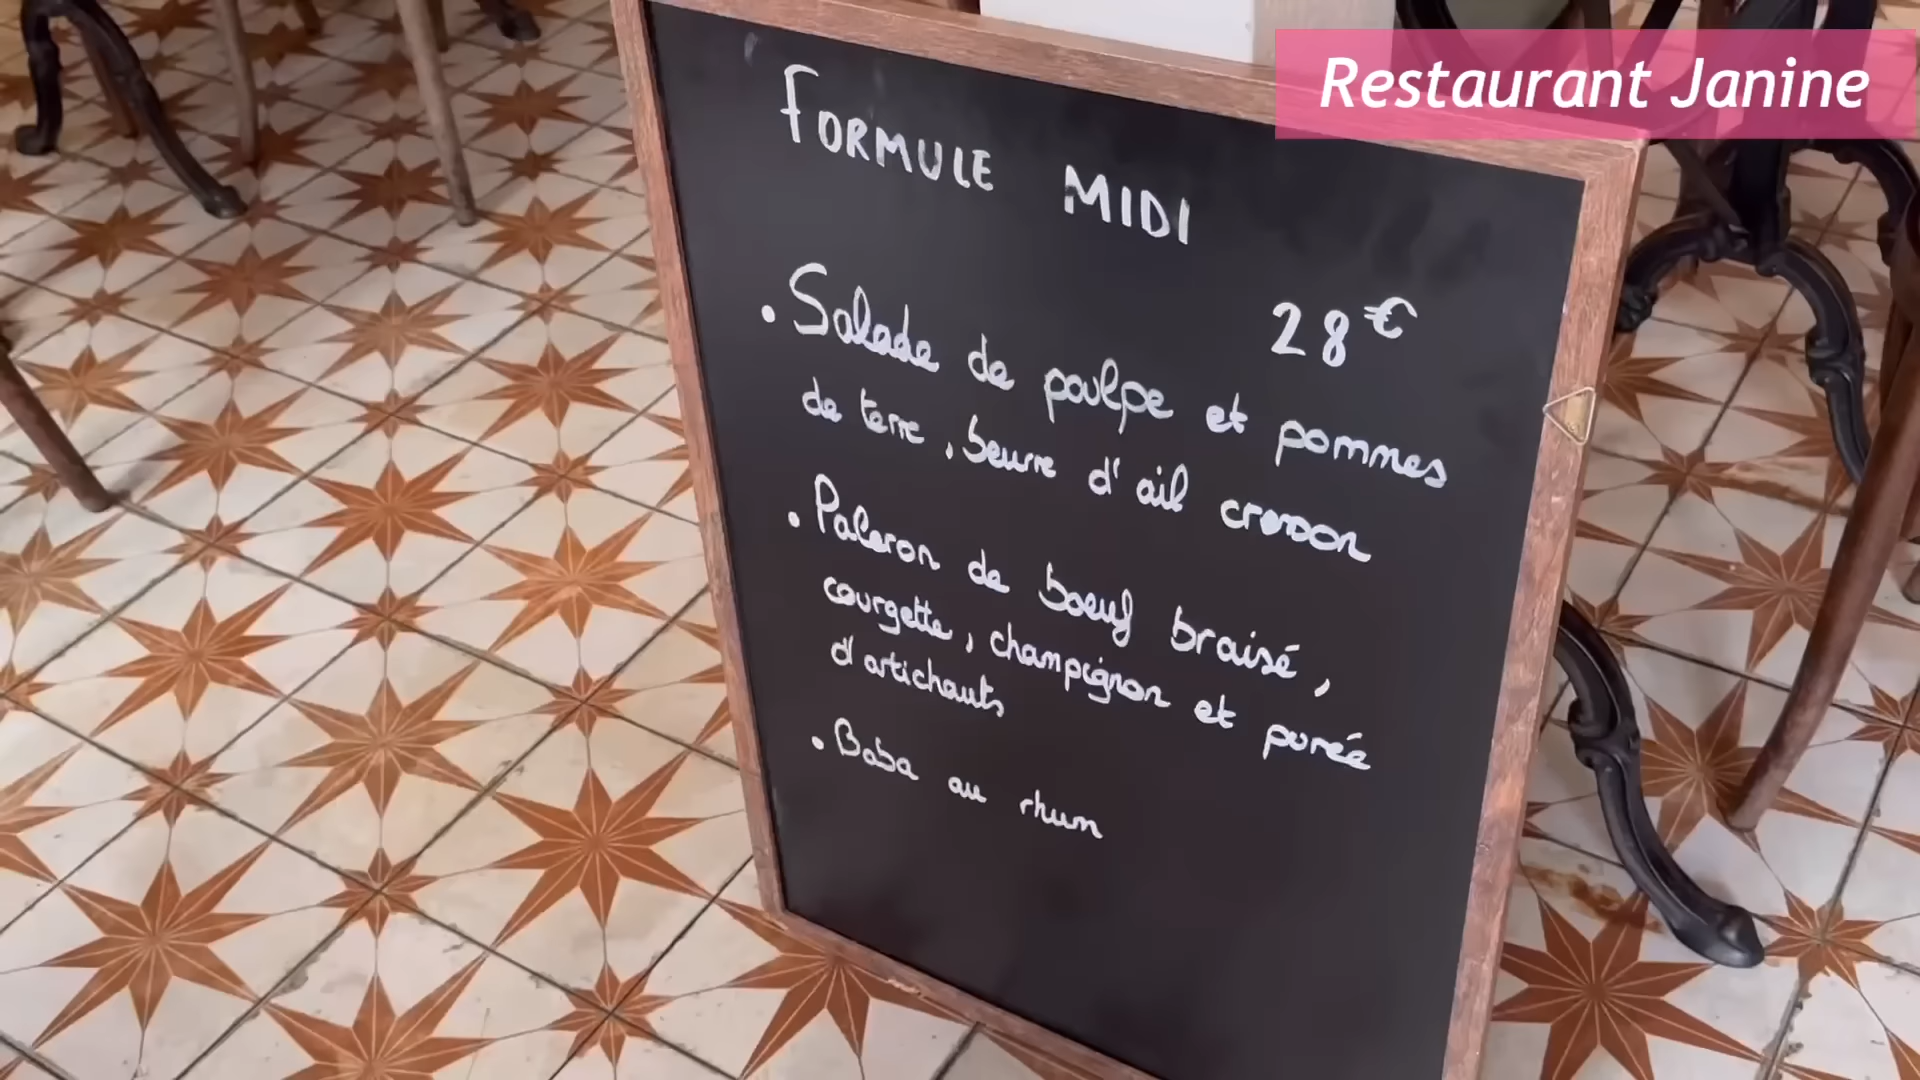 Restaurant Janine
FORMULE MIDI
28€
• Salade de poulpe et pommes
de terre, beurre d'ail
• Paleron de boeuf braisé,
courgette, champignon et purée
d'artichauts
• Baba au rhum